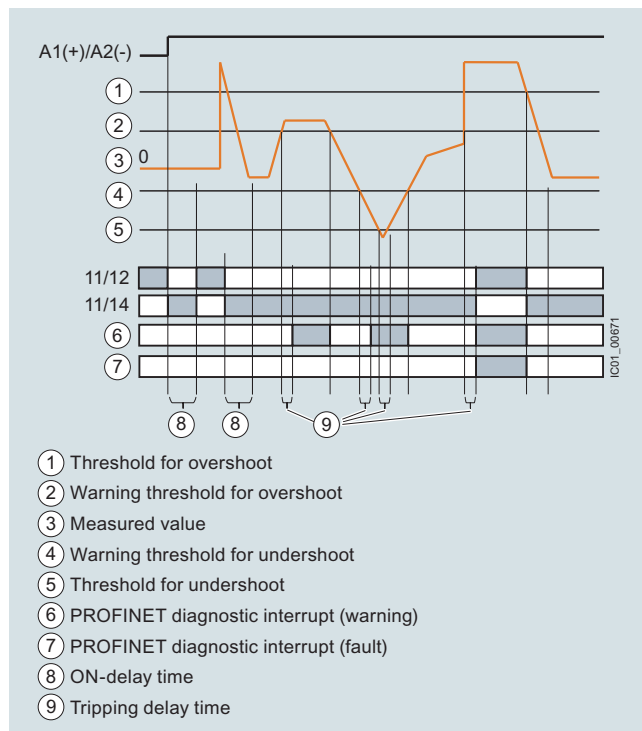 A1(+)/A2(-)
1
2
3 0
4
5
11/12
11/14
6
7
IC01_00671
8 8 9
1 Threshold for overshoot
2 Warning threshold for overshoot
3 Measured value
4 Warning threshold for undershoot
5 Threshold for undershoot
6 PROFINET diagnostic interrupt (warning)
7 PROFINET diagnostic interrupt (fault)
8 ON-delay time
9 Tripping delay time